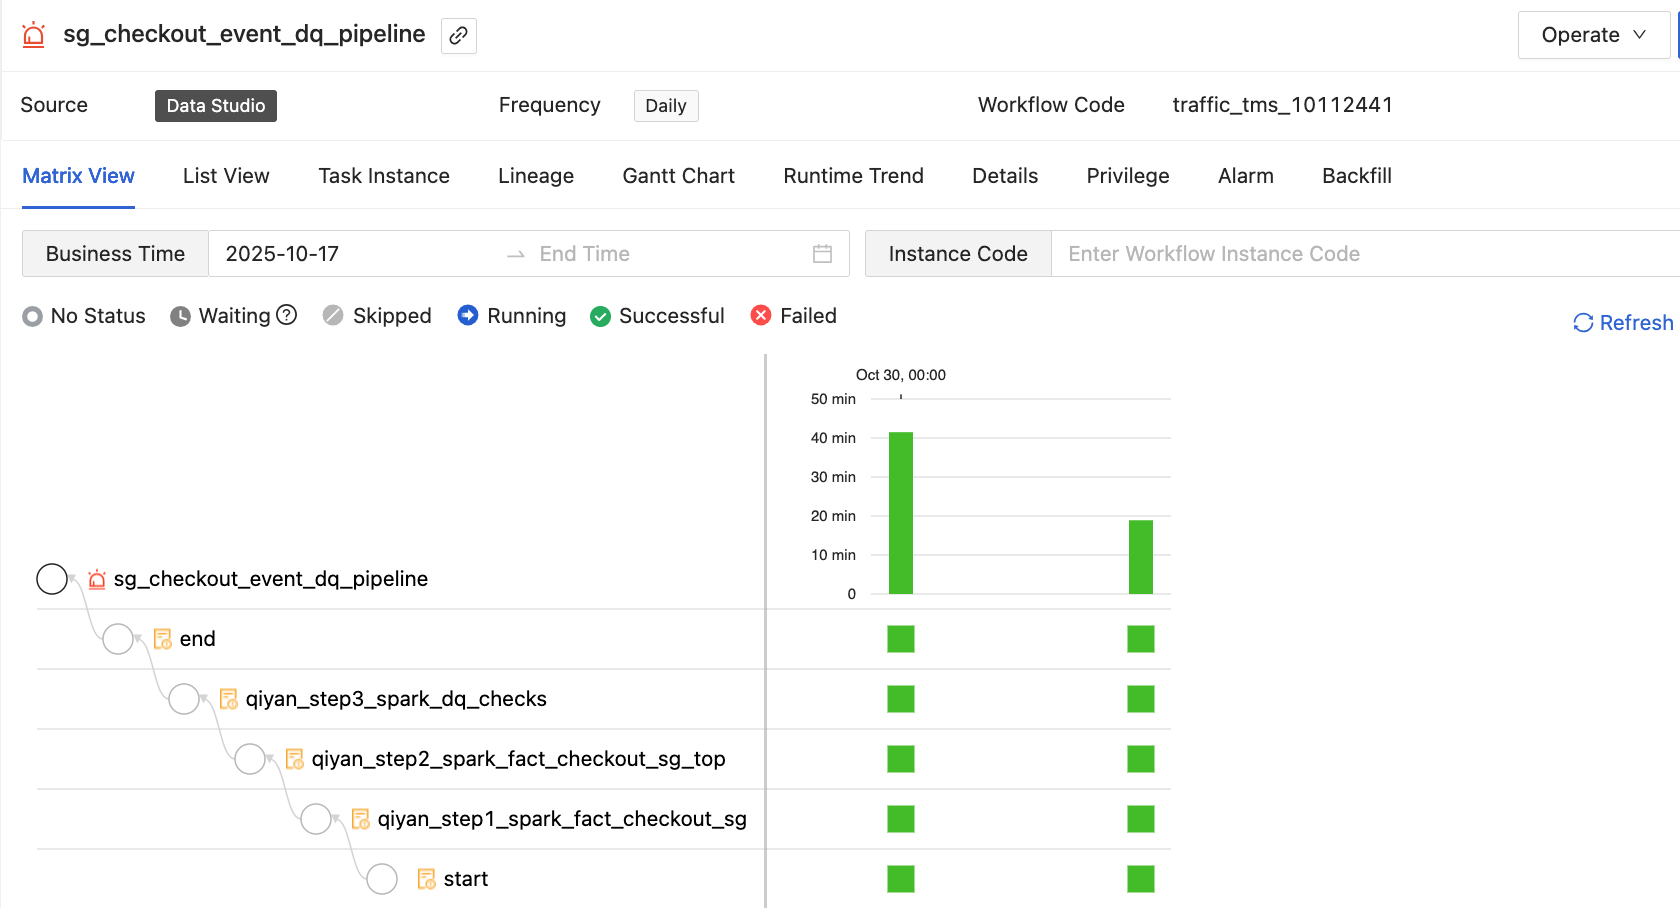 sg_checkout_event_dq_pipeline
Operate
Source Data Studio Frequency Daily Workflow Code traffic_tms_10112441
Matrix View List View Task Instance Lineage Gantt Chart Runtime Trend Details Privilege Alarm Backfill
Business Time 2025-10-17 End Time Instance Code Enter Workflow Instance Code
No Status Waiting Skipped Running Successful Failed
Refresh
Oct 30, 00:00
50 min
40 min
30 min
20 min
10 min
0
sg_checkout_event_dq_pipeline
end
qiyan_step3_spark_dq_checks
qiyan_step2_spark_fact_checkout_sg_top
qiyan_step1_spark_fact_checkout_sg
start